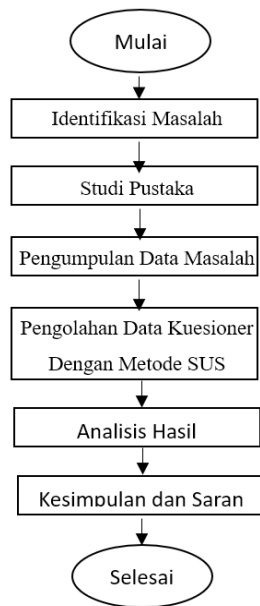 Mulai
Identifikasi Masalah
Studi Pustaka
Pengumpulan Data Masalah
Pengolahan Data Kuesioner
Dengan Metode SUS
Analisis Hasil
Kesimpulan dan Saran
Selesai